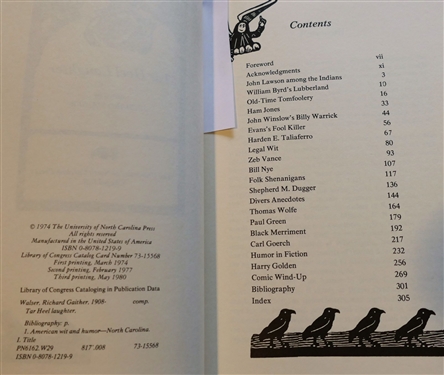 © 1974 The University of North Carolina Press
All rights reserved
Manufactured in the United States of America
ISBN 0-8078-1219-9
Library of Congress Catalog Card Number 73-15568
First printing, March 1974
Second printing, February 1977
Third printing, May 1980
Library of Congress Cataloging in Publication Data
Walser, Richard Gaither, 1908- comp.
Tar Heel laughter.
Bibliography: p.
1. American wit and humor—North Carolina.
I. Title
PN6162.W29 817'.008 73-15568
ISBN 0-8078-1219-9
Contents
Foreword vii
Acknowledgments xi
John Lawson among the Indians 3
William Byrd's Lubberland 10
Old-Time Tomfoolery 16
Ham Jones 33
John Winslow's Billy Warrick 44
Evans's Fool Killer 56
Harden E. Taliaferro 67
Legal Wit 80
Zeb Vance 93
Bill Nye 107
Folk Shenanigans 117
Shepherd M. Dugger 136
Divers Anecdotes 144
Thomas Wolfe 164
Paul Green 179
Black Merriment 192
Carl Goerch 217
Humor in Fiction 232
Harry Golden 256
Comic Wind-Up 269
Bibliography 301
Index 305